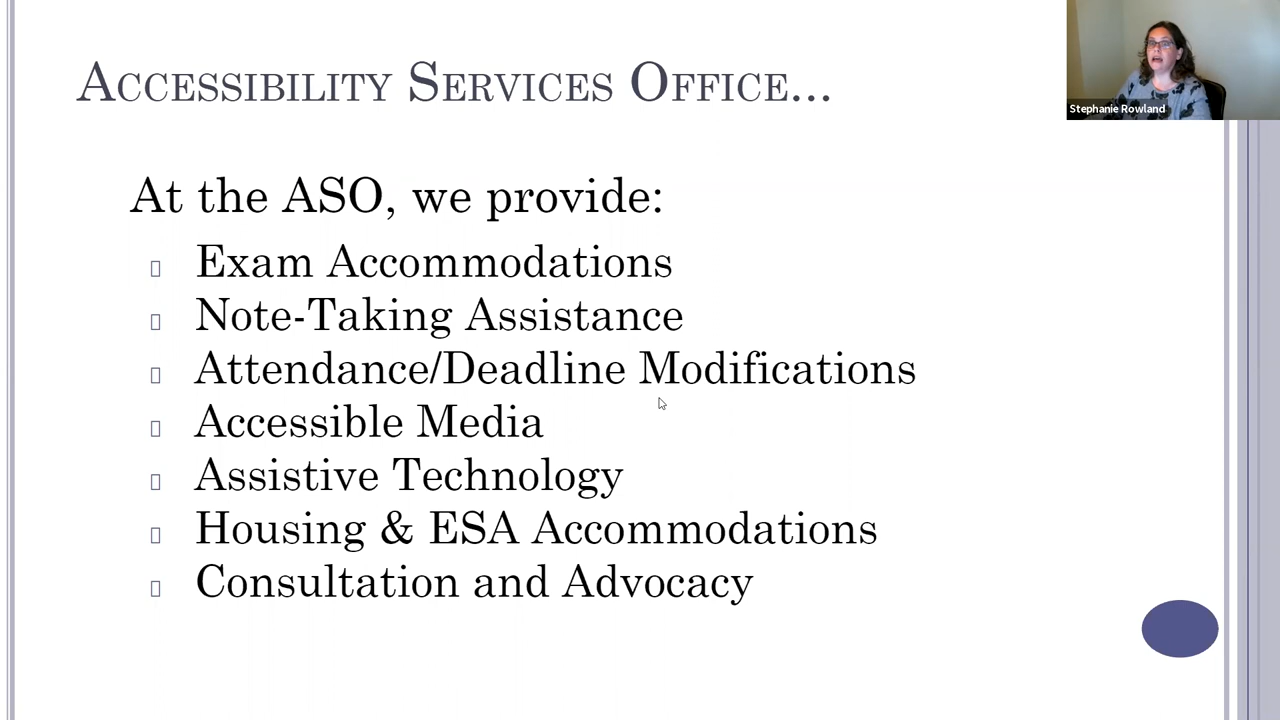 Accessibility Services Office...
Stephanie Rowland
At the ASO, we provide:
Exam Accommodations
Note-Taking Assistance
Attendance/Deadline Modifications
Accessible Media
Assistive Technology
Housing & ESA Accommodations
Consultation and Advocacy